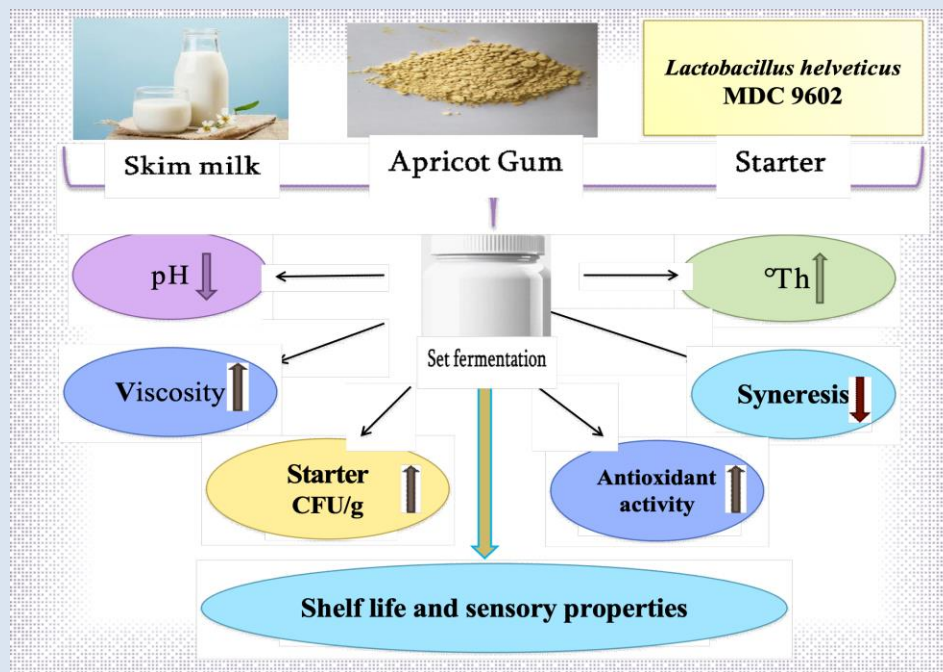 Lactobacillus helveticus
MDC 9602
Skim milk
Apricot Gum
Starter
pH
°Th
Set fermentation
Viscosity
Syneresis
Starter
CFU/g
Antioxidant
activity
Shelf life and sensory properties